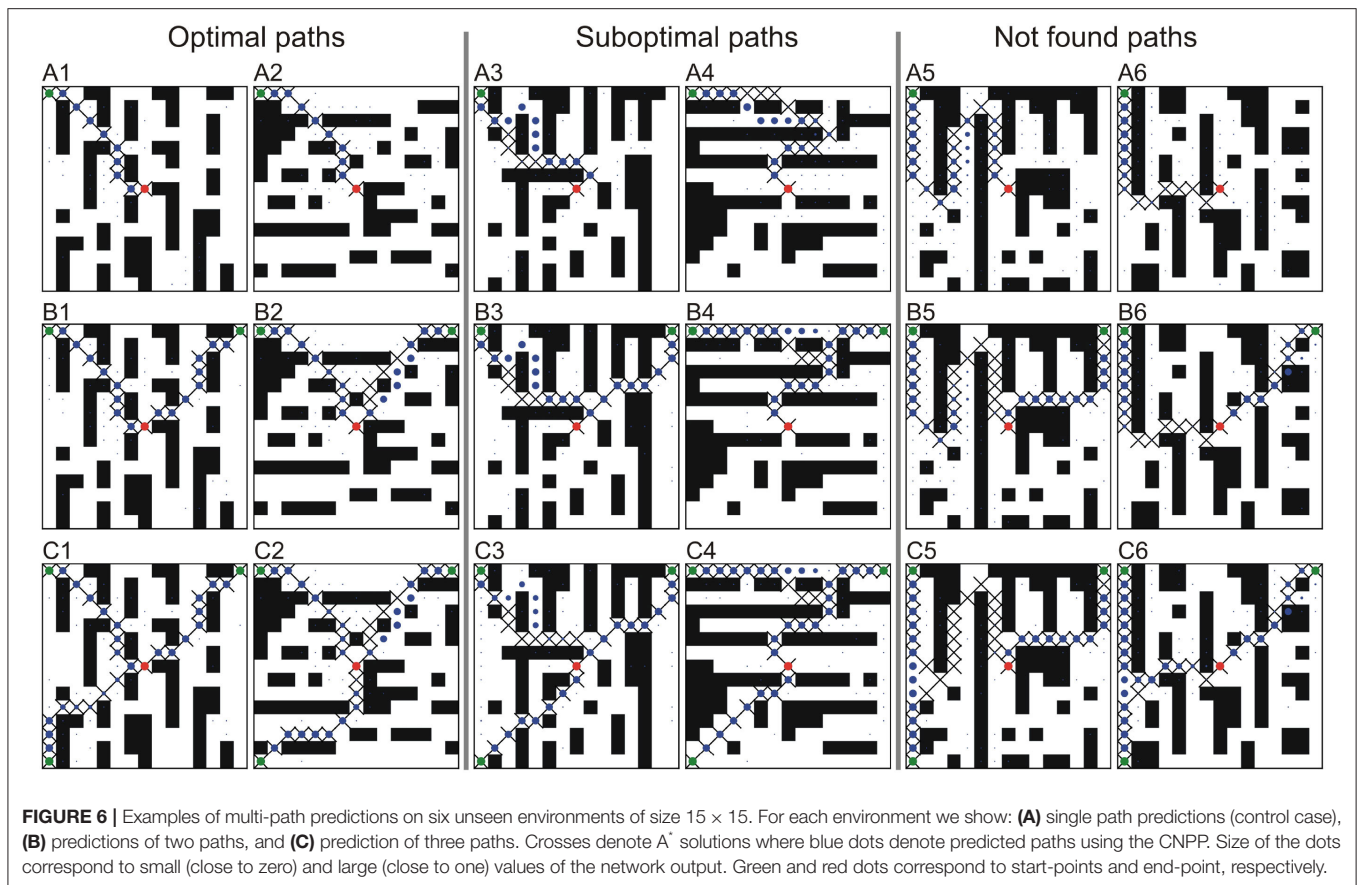 Optimal paths
Suboptimal paths
Not found paths
A1
A2
A3
A4
A5
A6
B1
B2
B3
B4
B5
B6
C1
C2
C3
C4
C5
C6
FIGURE 6 | Examples of multi-path predictions on six unseen environments of size 15 × 15. For each environment we show: (A) single path predictions (control case),
(B) predictions of two paths, and (C) prediction of three paths. Crosses denote A* solutions where blue dots denote predicted paths using the CNPP. Size of the dots
correspond to small (close to zero) and large (close to one) values of the network output. Green and red dots correspond to start-points and end-point, respectively.